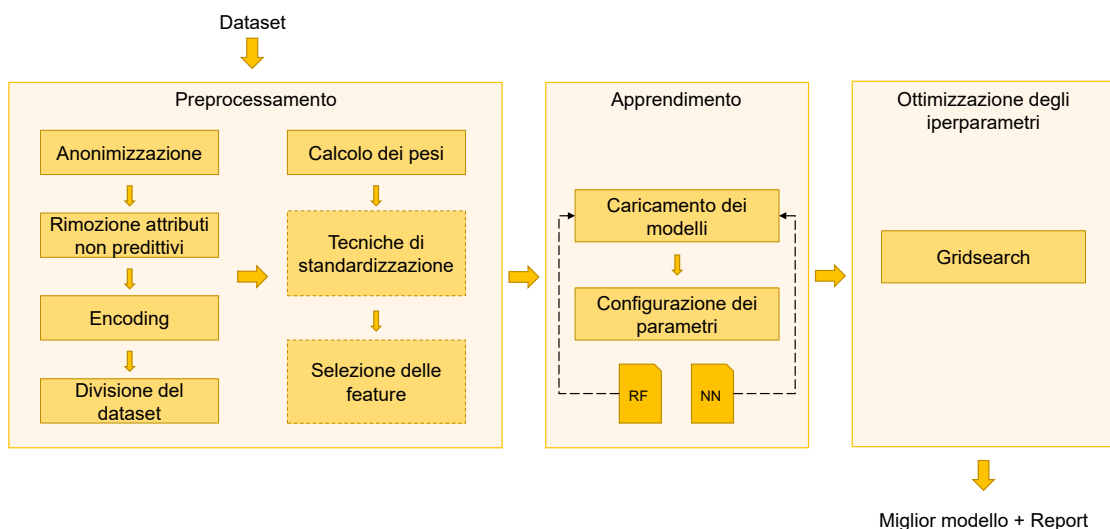 Dataset
Preprocessamento
Anonimizzazione
Rimozione attributi
non predittivi
Encoding
Divisione del
dataset
Calcolo dei pesi
Tecniche di
standardizzazione
Selezione delle
feature
Apprendimento
Caricamento dei
modelli
Configurazione dei
parametri
RF
NN
Ottimizzazione degli
iperparametri
Gridsearch
Miglior modello + Report